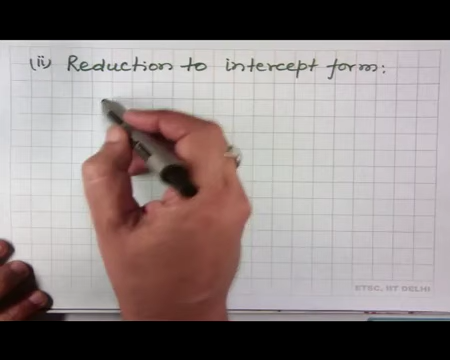 (ii) Reduction to intercept form:
ETSC, IIT DELHI